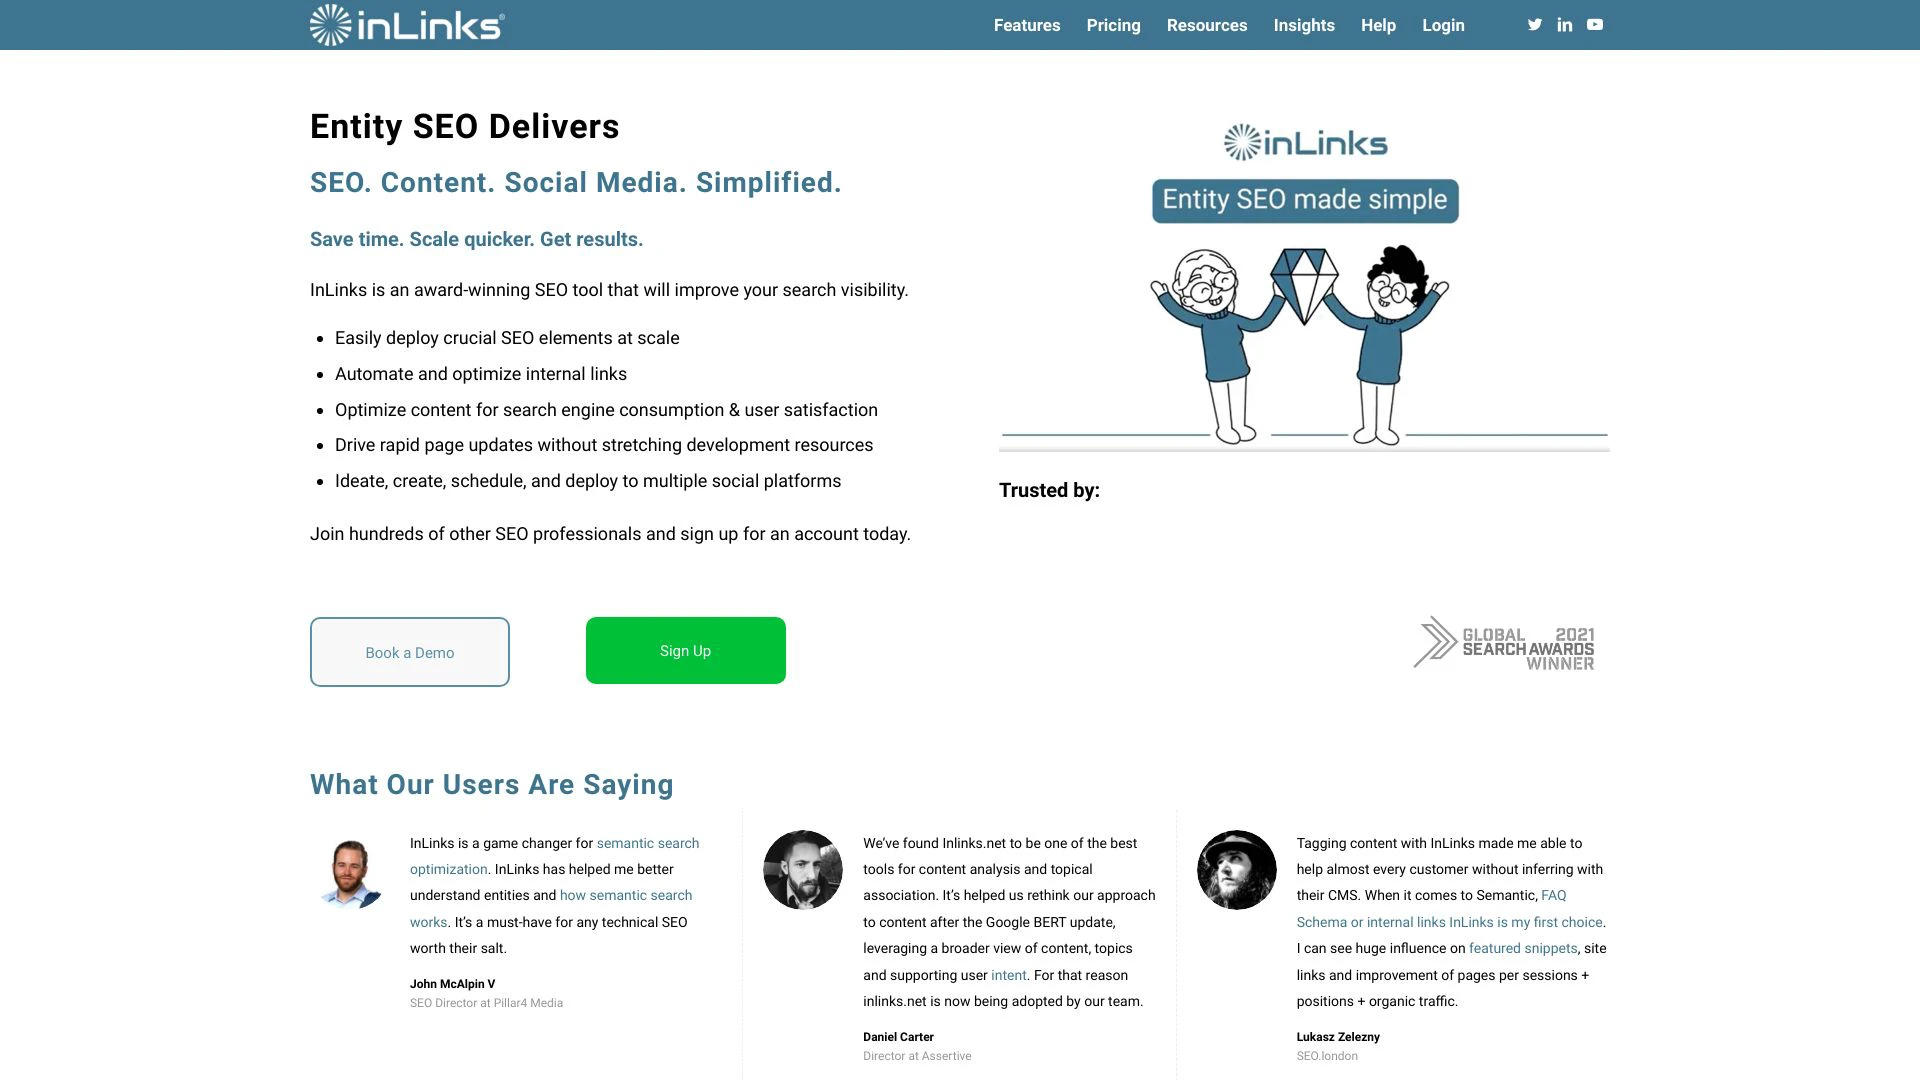 inLinks®
Features Pricing Resources Insights Help Login
Entity SEO Delivers
SEO. Content. Social Media. Simplified.
Save time. Scale quicker. Get results.
InLinks is an award-winning SEO tool that will improve your search visibility.
• Easily deploy crucial SEO elements at scale
• Automate and optimize internal links
• Optimize content for search engine consumption & user satisfaction
• Drive rapid page updates without stretching development resources
• Ideate, create, schedule, and deploy to multiple social platforms
Join hundreds of other SEO professionals and sign up for an account today.
Book a Demo
Sign Up
inLinks
Entity SEO made simple
Trusted by:
GLOBAL 2021
SEARCH AWARDS
WINNER
What Our Users Are Saying
InLinks is a game changer for semantic search
optimization. InLinks has helped me better
understand entities and how semantic search
works. It’s a must-have for any technical SEO
worth their salt.
John McAlpin V
SEO Director at Pillar4 Media
We’ve found Inlinks.net to be one of the best
tools for content analysis and topical
association. It’s helped us rethink our approach
to content after the Google BERT update,
leveraging a broader view of content, topics
and supporting user intent. For that reason
inlinks.net is now being adopted by our team.
Daniel Carter
Director at Assertive
Tagging content with InLinks made me able to
help almost every customer without inferring with
their CMS. When it comes to Semantic, FAQ
Schema or internal links InLinks is my first choice.
I can see huge influence on featured snippets, site
links and improvement of pages per sessions +
positions + organic traffic.
Lukasz Zelezny
SEO.london